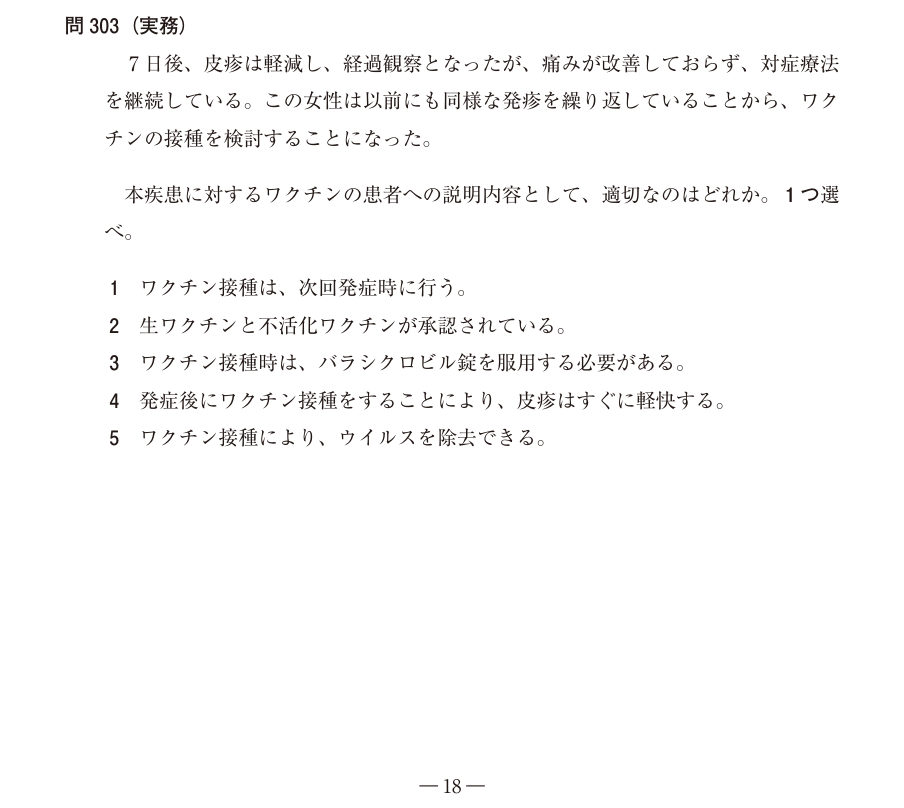 問 303（実務）
７日後、皮疹は軽減し、経過観察となったが、痛みが改善しておらず、対症療法
を継続している。この女性は以前にも同様な発疹を繰り返していることから、ワク
チンの接種を検討することになった。
本疾患に対するワクチンの患者への説明内容として、適切なのはどれか。１つ選
べ。
1 ワクチン接種は、次回発症時に行う。
2 生ワクチンと不活化ワクチンが承認されている。
3 ワクチン接種時は、バラシクロビル錠を服用する必要がある。
4 発症後にワクチン接種をすることにより、皮疹はすぐに軽快する。
5 ワクチン接種により、ウイルスを除去できる。
— 18 —